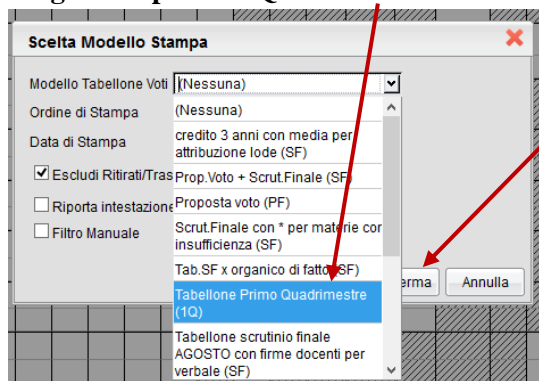 Scelta Modello Stampa
Modello Tabellone Voti (Nessuna)
Ordine di Stampa
(Nessuna)
Data di Stampa
credito 3 anni con media per
attribuzione lode (SF)
Escludi Ritirati/Tras
Prop.Voto + Scrut.Finale (SF)
Riporta intestazione
Proposta voto (PF)
Filtro Manuale
Scrut.Finale con * per materie con
insufficienza (SF)
Tab.SF x organico di fatto (SF)
Tabellone Primo Quadrimestre
(1Q)
erma Annulla
Tabellone scrutinio finale
AGOSTO con firme docenti per
verbale (SF)